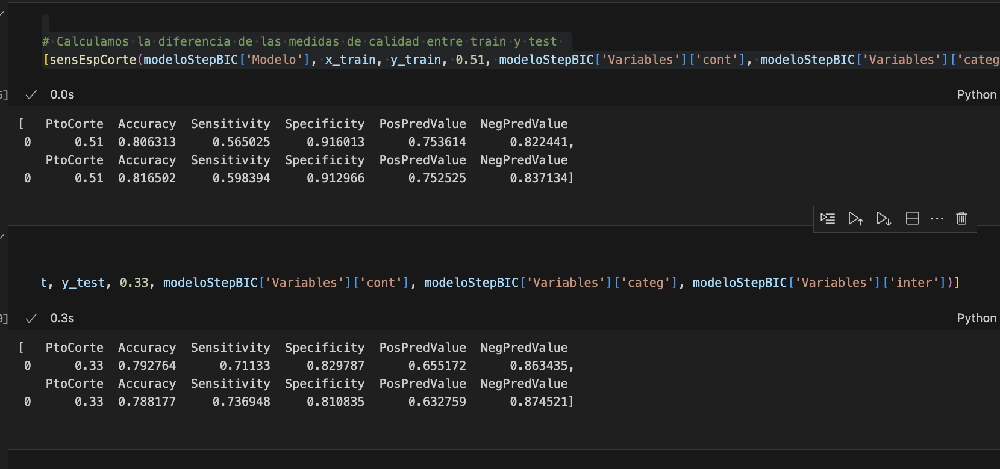 # Calculamos la diferencia de las medidas de calidad entre train y test
[sensEspCorte(modeloStepBIC['Modelo'], x_train, y_train, 0.51, modeloStepBIC['Variables']['cont'], modeloStepBIC['Variables']['categ
5]
0.0s
Python
[ PtoCorte Accuracy Sensitivity Specificity PosPredValue NegPredValue
0 0.51 0.806313 0.565025 0.916013 0.753614 0.822441,
PtoCorte Accuracy Sensitivity Specificity PosPredValue NegPredValue
0 0.51 0.816502 0.598394 0.912966 0.752525 0.837134]
t, y_test, 0.33, modeloStepBIC['Variables']['cont'], modeloStepBIC['Variables']['categ'], modeloStepBIC['Variables']['inter'])]
9]
0.3s
Python
[ PtoCorte Accuracy Sensitivity Specificity PosPredValue NegPredValue
0 0.33 0.792764 0.71133 0.829787 0.655172 0.863435,
PtoCorte Accuracy Sensitivity Specificity PosPredValue NegPredValue
0 0.33 0.788177 0.736948 0.810835 0.632759 0.874521]